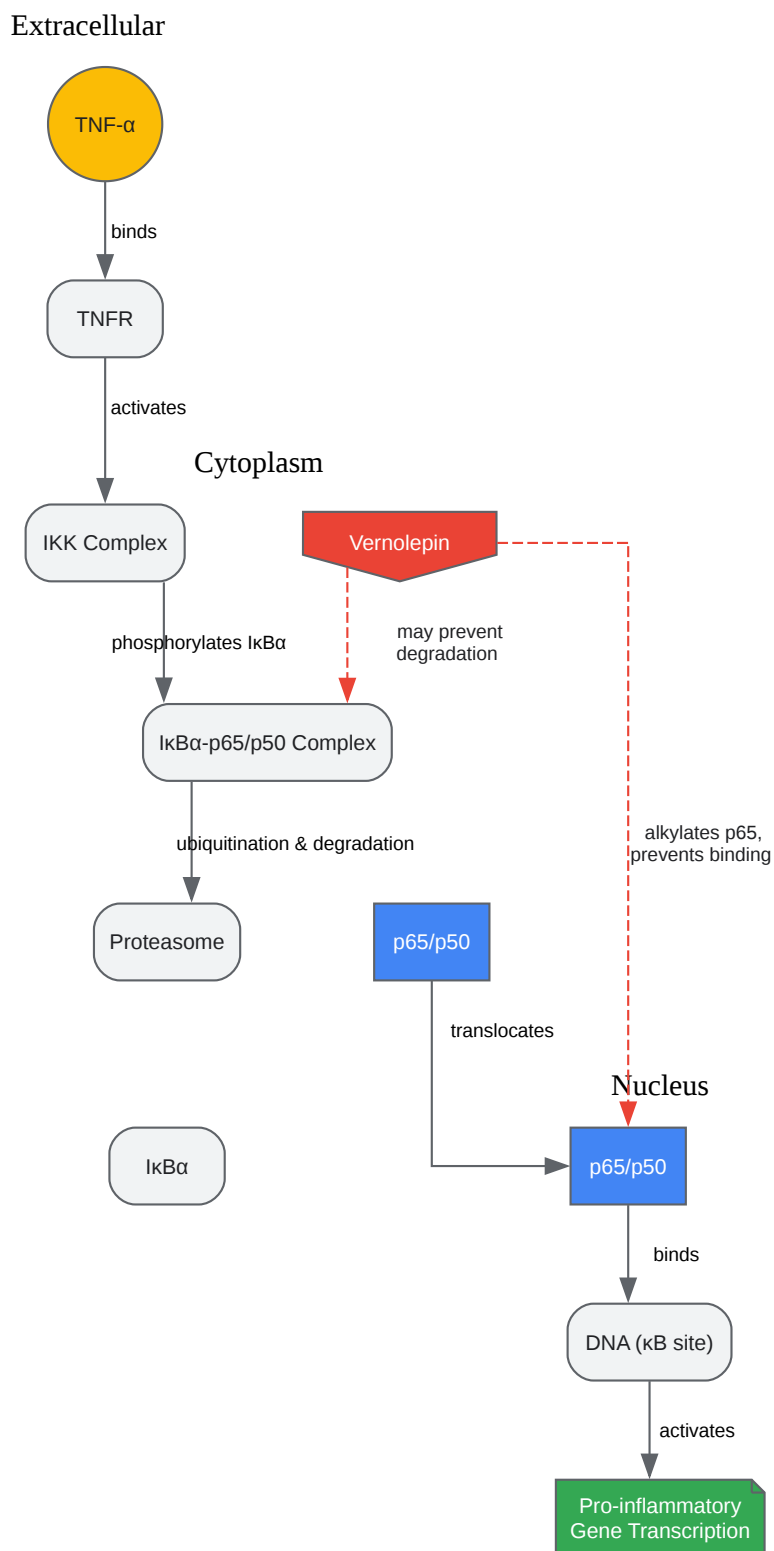 Extracellular
TNF-α
binds
TNFR
activates
Cytoplasm
IKK Complex
Vernolepin
phosphorylates IκBα
may prevent
degradation
IκBα-p65/p50 Complex
ubiquitination & degradation
alkylates p65,
prevents binding
Proteasome
p65/p50
translocates
Nucleus
IκBα
p65/p50
binds
DNA (κB site)
activates
Pro-inflammatory
Gene Transcription